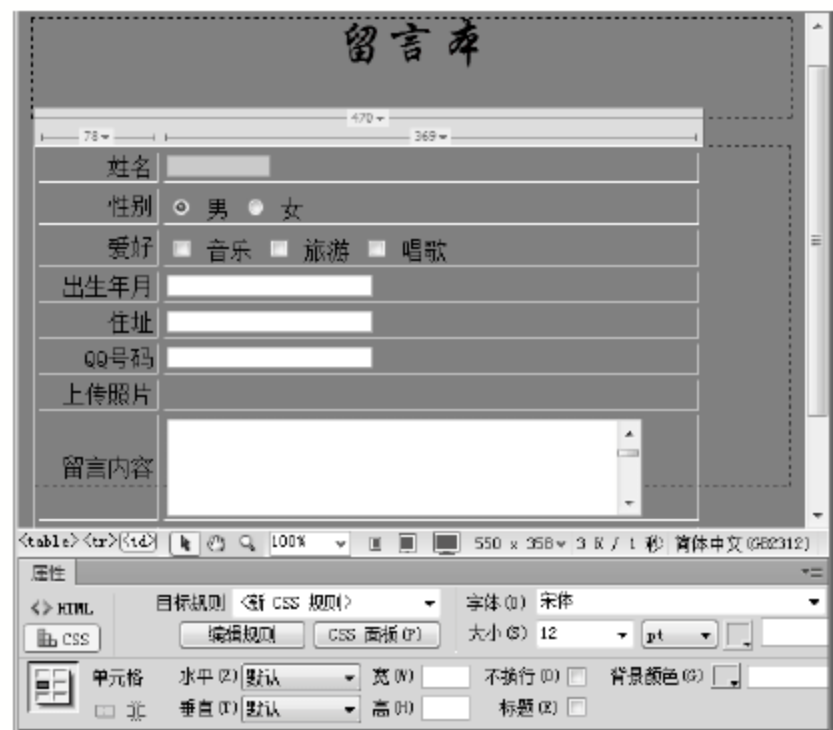 留言本
470
78 369
姓名
性别 男 女
爱好 音乐 旅游 唱歌
出生年月
住址
QQ号码
上传照片
留言内容
<table><tr><td> 100% 550 x 358 3 K / 1 秒 简体中文(GB2312)
属性
<> HTML 目标规则 <新 CSS 规则> 字体(O) 宋体
CSS 编辑规则 CSS 面板(P) 大小(S) 12 pt
单元格 水平(Z) 默认 宽(W) 不换行(O) 背景颜色(G)
垂直(T) 默认 高(H) 标题(E)